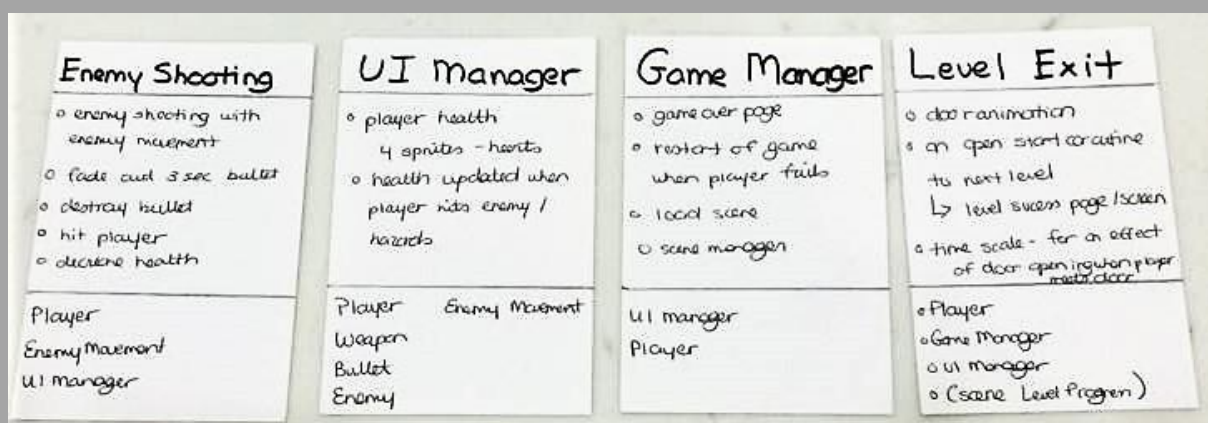 Enemy Shooting
o enemy shooting with
enemy movement
o fade and 3 sec bullet
o destroy bullet
o hit player
o decrease health
Player
Enemy Movement
UI manager
UI Manager
o player health
4 sprites - hearts
o health updated when
player hits enemy /
hazards
Player Enemy Movement
Weapon
Bullet
Enemy
Game Manager
o game over page
o restart of game
when player fails
o load scene
o scene manager
UI manager
Player
Level Exit
o door animation
o on open start coroutine
to next level
↳ level sucess page / screen
o time scale - for an effect
of door opening when player
meets door
o Player
o Game Manager
o UI manager
o (scene Level Progren)